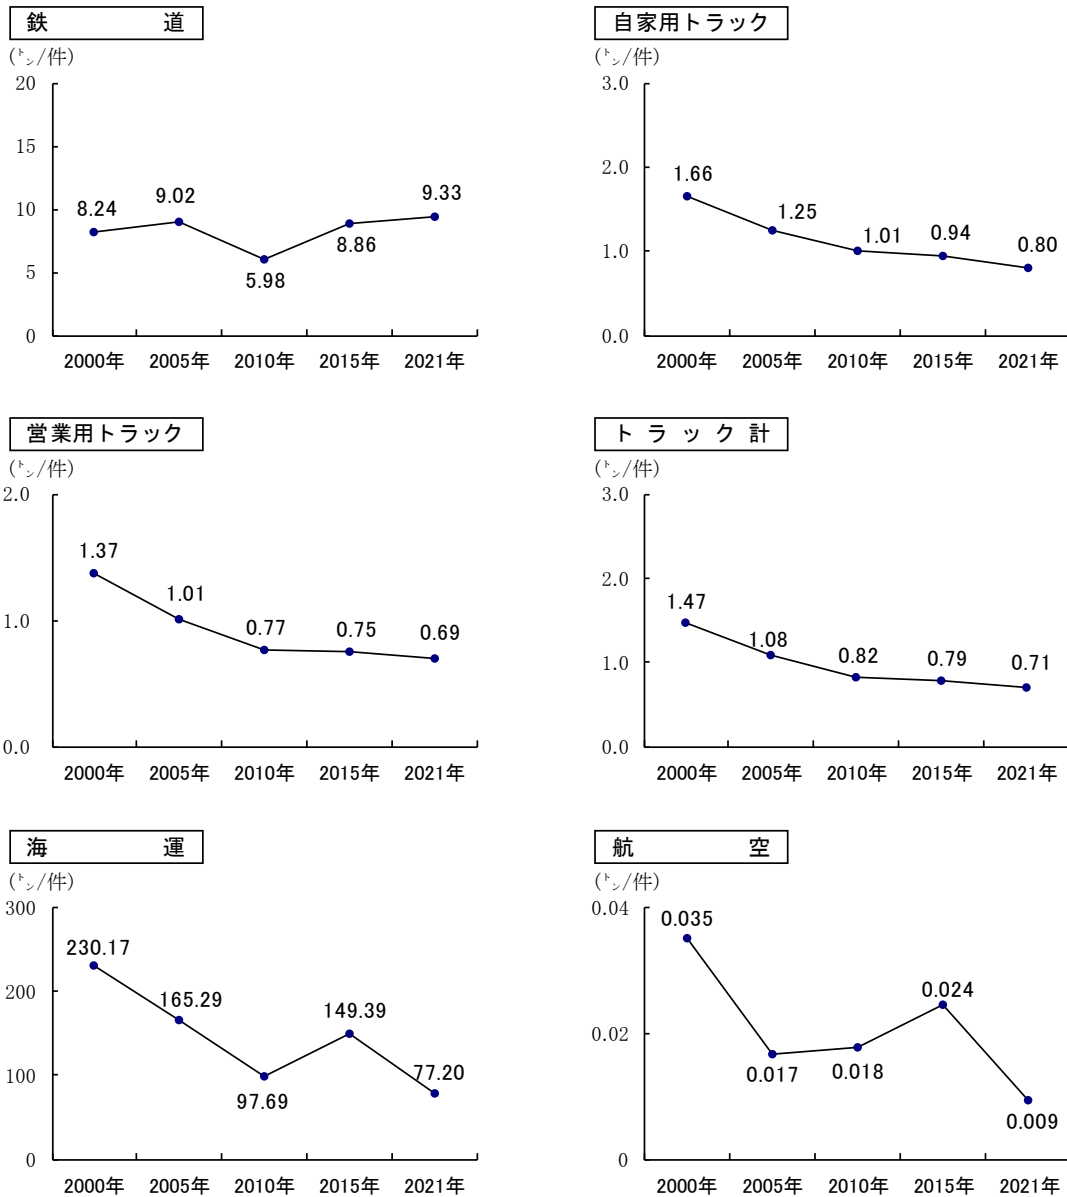 鉄道
(トン/件)
20
15
10
5
0
8.24
9.02
5.98
8.86
9.33
2000年 2005年 2010年 2015年 2021年
自家用トラック
(トン/件)
3.0
2.0
1.0
0.0
1.66
1.25
1.01
0.94
0.80
2000年 2005年 2010年 2015年 2021年
営業用トラック
(トン/件)
2.0
1.0
0.0
1.37
1.01
0.77
0.75
0.69
2000年 2005年 2010年 2015年 2021年
トラック計
(トン/件)
3.0
2.0
1.0
0.0
1.47
1.08
0.82
0.79
0.71
2000年 2005年 2010年 2015年 2021年
海運
(トン/件)
300
200
100
0
230.17
165.29
97.69
149.39
77.20
2000年 2005年 2010年 2015年 2021年
航空
(トン/件)
0.04
0.02
0
0.035
0.017
0.018
0.024
0.009
2000年 2005年 2010年 2015年 2021年